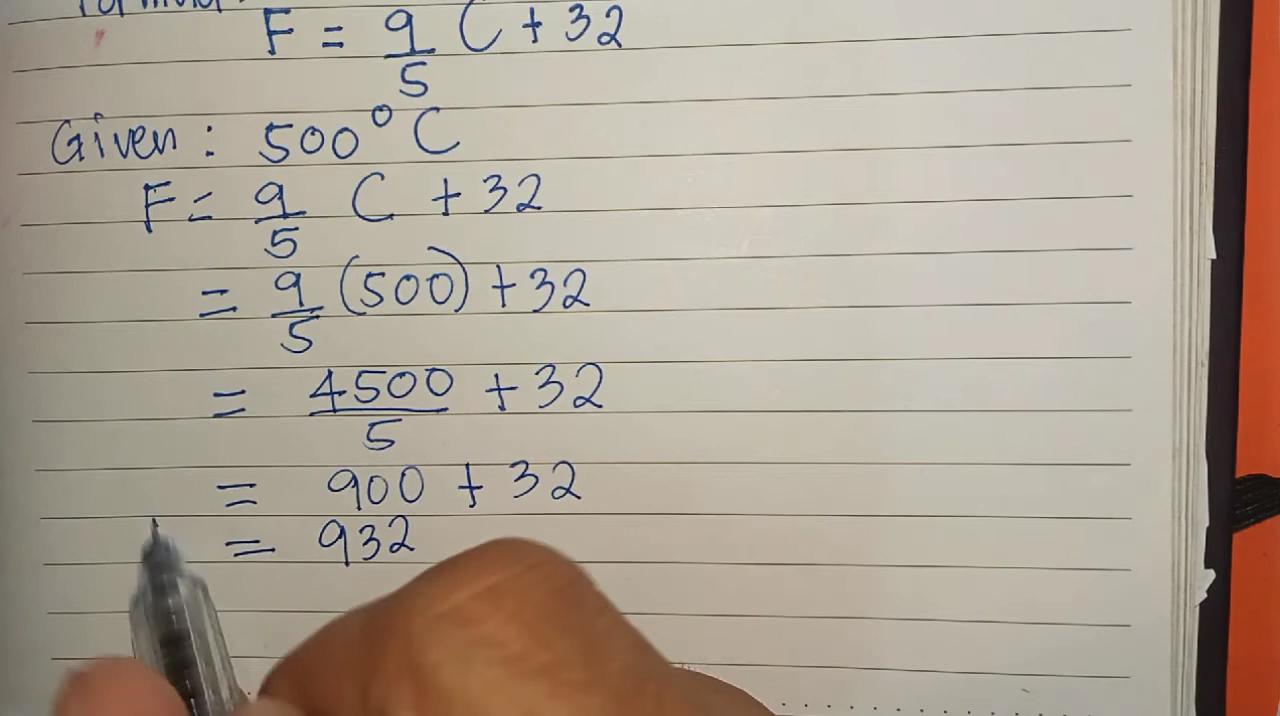 F = 9/5 C + 32
Given: 500° C
F = 9/5 C + 32
= 9/5 (500) + 32
= 4500/5 + 32
= 900 + 32
= 932